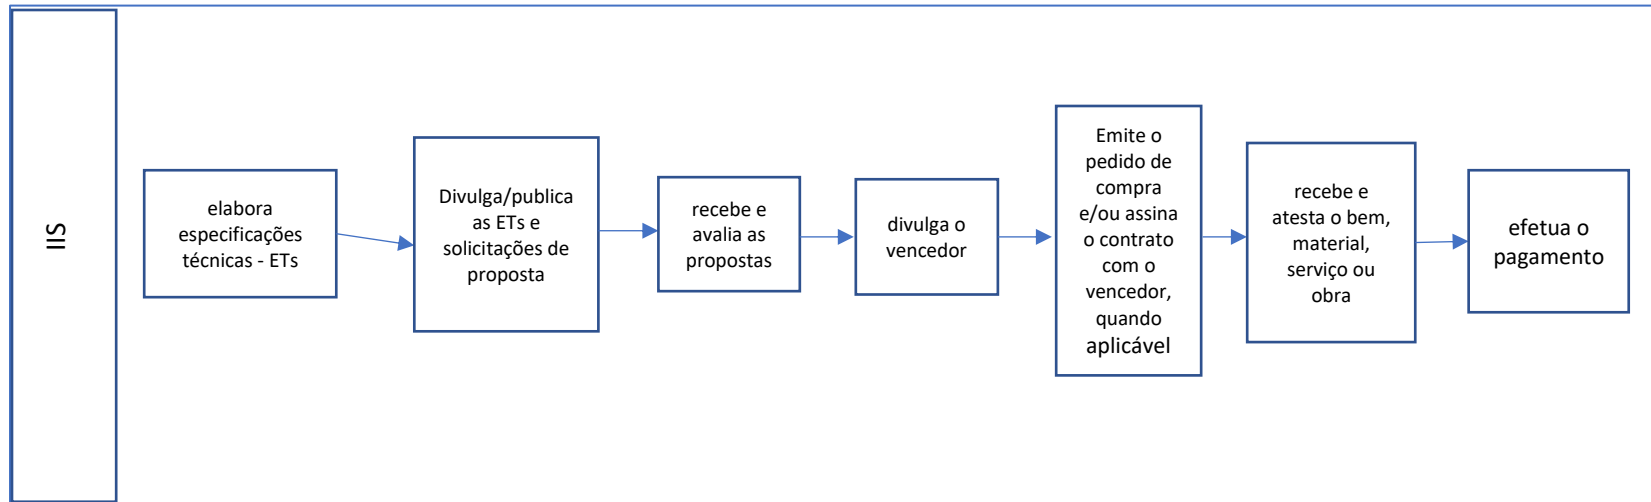 IIS
elabora
especificações
técnicas - ETs
Divulga/publica
as ETs e
solicitações de
proposta
recebe e
avalia as
propostas
divulga o
vencedor
Emite o
pedido de
compra
e/ou assina
o contrato
com o
vencedor,
quando
aplicável
recebe e
atesta o bem,
material,
serviço ou
obra
efetua o
pagamento